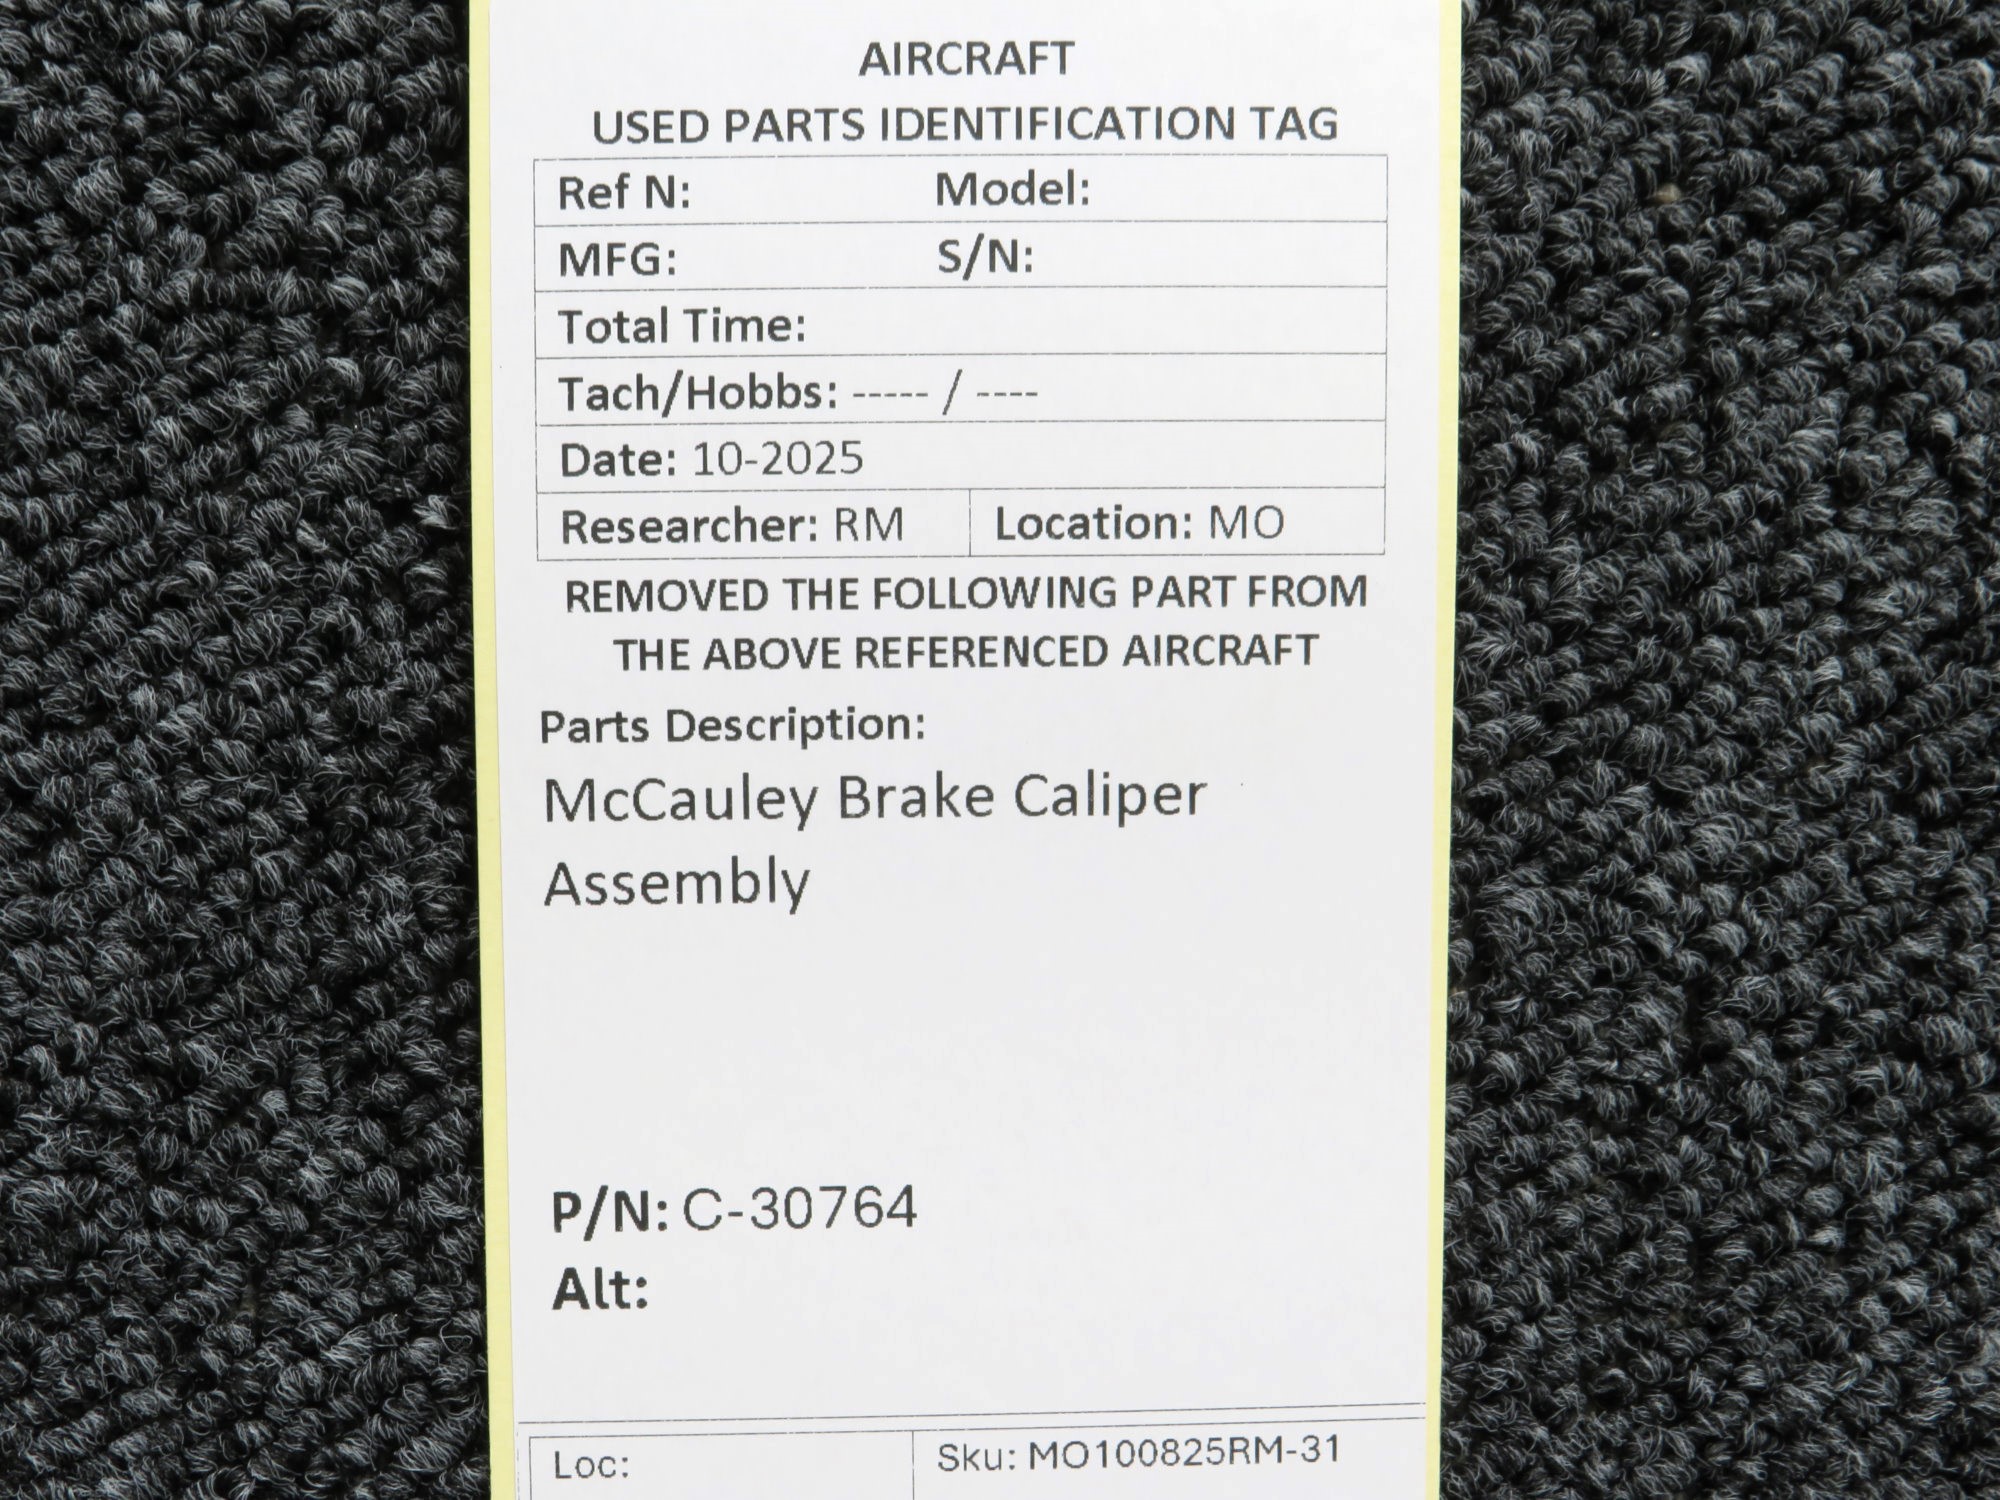 AIRCRAFT
USED PARTS IDENTIFICATION TAG
Ref N: Model:
MFG: S/N:
Total Time:
Tach/Hobbs: ----- / ----
Date: 10-2025
Researcher: RM Location: MO
REMOVED THE FOLLOWING PART FROM
THE ABOVE REFERENCED AIRCRAFT
Parts Description:
McCauley Brake Caliper
Assembly
P/N: C-30764
Alt:
Loc: Sku: MO100825RM-31